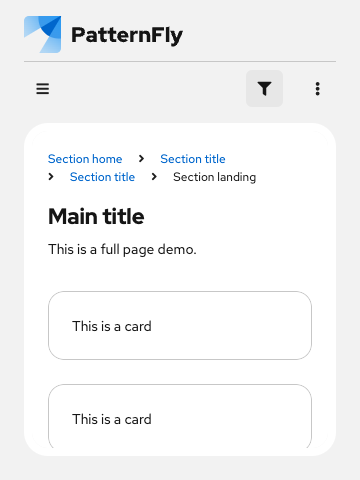 PatternFly
Section home > Section title
> Section title > Section landing
Main title
This is a full page demo.
This is a card
This is a card